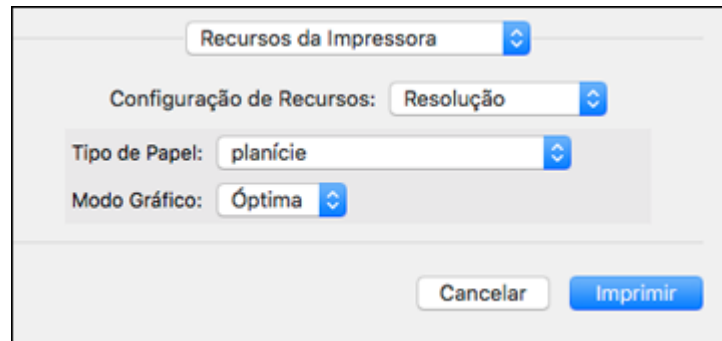 Recursos da Impressora
Configuração de Recursos: Resolução
Tipo de Papel: planície
Modo Gráfico: Óptima
Cancelar Imprimir